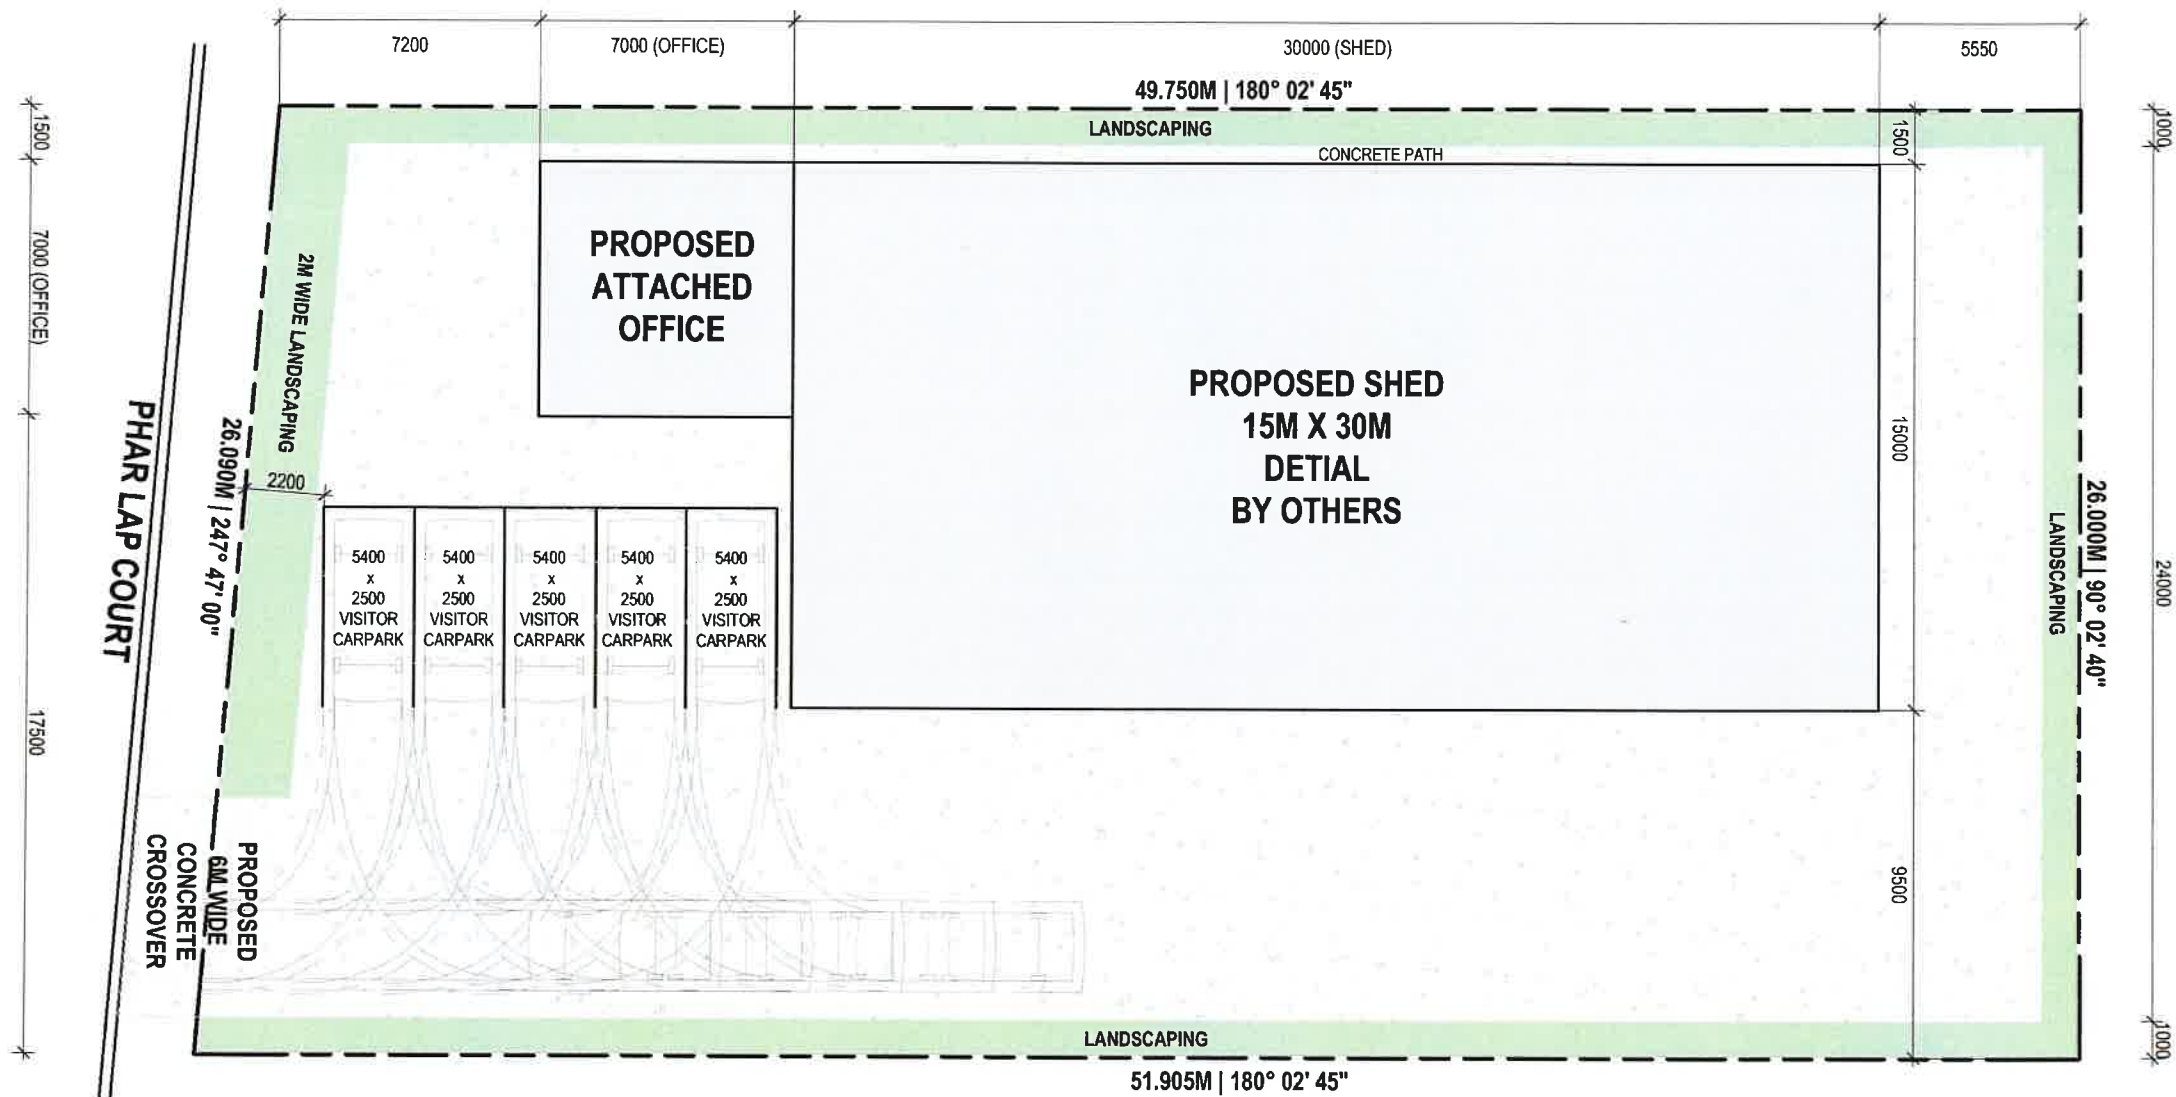 7200
7000 (OFFICE)
30000 (SHED)
5550
49.750M | 180° 02' 45"
LANDSCAPING
CONCRETE PATH
1500
7000 (OFFICE)
17500
1500
15000
9500
1000
24000
1000
PROPOSED
ATTACHED
OFFICE
PROPOSED SHED
15M X 30M
DETIAL
BY OTHERS
2M WIDE LANDSCAPING
26.090M | 247° 47' 00"
PHAR LAP COURT
2200
5400
x
2500
VISITOR
CARPARK
5400
x
2500
VISITOR
CARPARK
5400
x
2500
VISITOR
CARPARK
5400
x
2500
VISITOR
CARPARK
5400
x
2500
VISITOR
CARPARK
LANDSCAPING
26.000M | 90° 02' 40"
PROPOSED
6M WIDE
CONCRETE
CROSSOVER
LANDSCAPING
51.905M | 180° 02' 45"